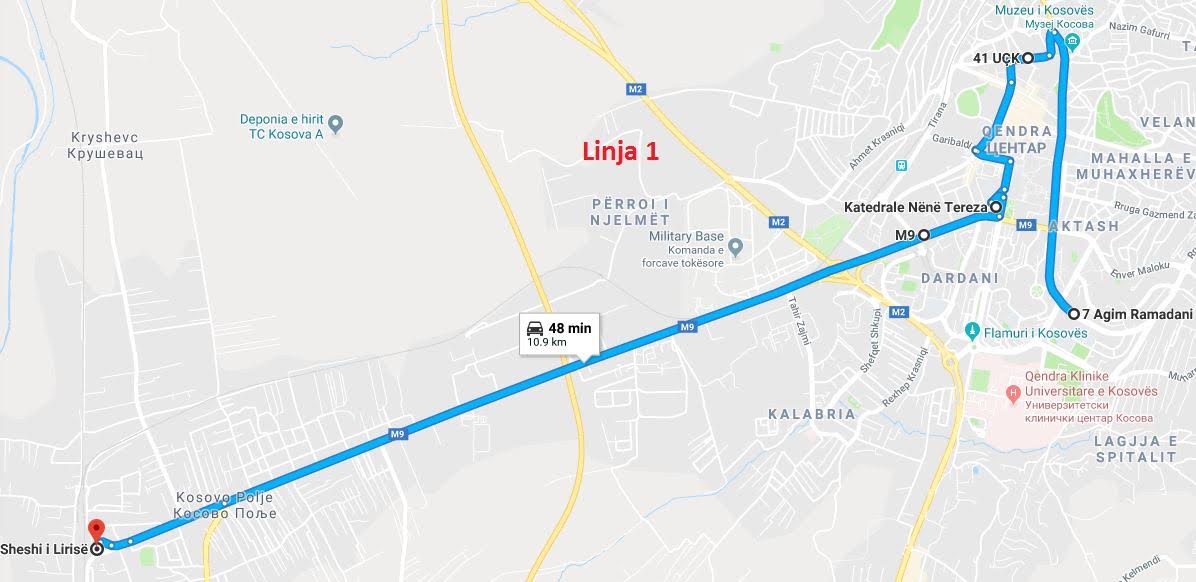 Muzeu i Kosovës
Музеј Косова
Nazim Gafurri
41 UÇK
M2
Deponia e hirit
TC Kosova A
Kryshevc
Крушевац
Linja 1
Tirana
Ahmet Krasniqi
Garibaldi
QENDRA
ЦЕНТАР
VELAN
MAHALLA E
MUHAXHERËV
PËRROI I
NJELMËT
Katedrale Nënë Tereza
Rruga Gazmend Za
M2
M9
M9
AKTASH
Military Base
Komanda e
forcave tokësore
DARDANI
Enver Maloku
Tahir Zajmi
M2
7 Agim Ramadani
48 min
10.9 km
M9
Shefqet Shkupi
Flamuri i Kosovës
Rexhep Krasniqi
Qendra Klinike
Universitare e Kosovës
Универзитетски
клинички центар Косова
Muhar
KALABRIA
M9
LAGJJA E
SPITALIT
Kosovo Polje
Косово Поље
Sheshi i Lirisë
Kelmendi